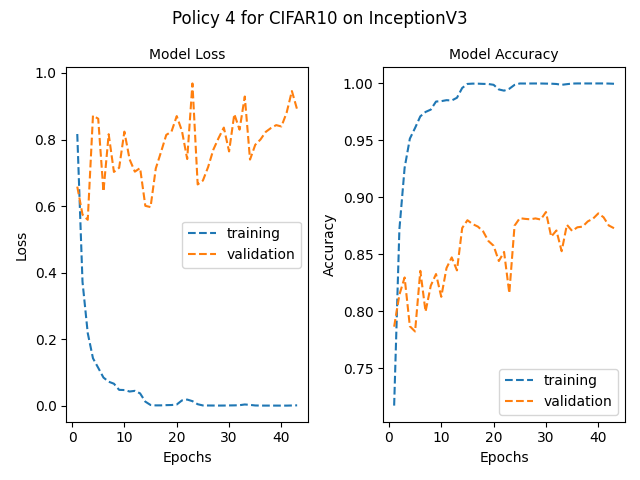 Policy 4 for CIFAR10 on InceptionV3
Model Loss
1.0
0.8
0.6
0.4
0.2
0.0
Loss
training
validation
0 10 20 30 40
Epochs
Model Accuracy
1.00
0.95
0.90
0.85
0.80
0.75
Accuracy
training
validation
0 10 20 30 40
Epochs